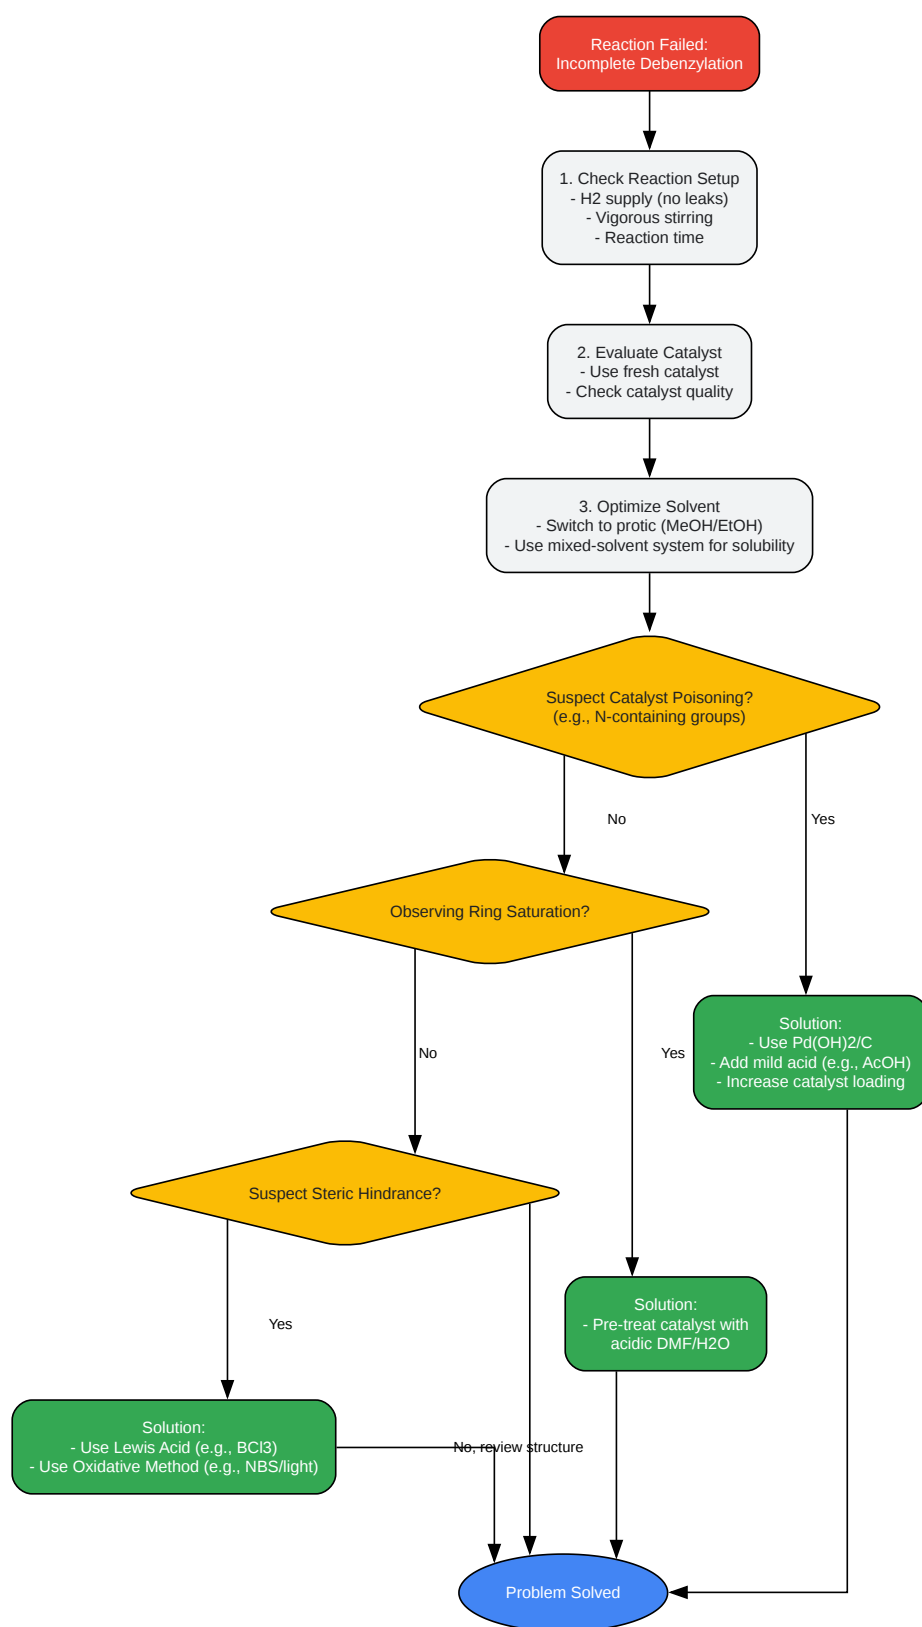 Reaction Failed:
Incomplete Debenzylation
1. Check Reaction Setup
- H2 supply (no leaks)
- Vigorous stirring
- Reaction time
2. Evaluate Catalyst
- Use fresh catalyst
- Check catalyst quality
3. Optimize Solvent
- Switch to protic (MeOH/EtOH)
- Use mixed-solvent system for solubility
Suspect Catalyst Poisoning?
(e.g., N-containing groups)
No
Yes
Observing Ring Saturation?
No
Yes
Solution:
- Use Pd(OH)2/C
- Add mild acid (e.g., AcOH)
- Increase catalyst loading
Suspect Steric Hindrance?
Yes
Solution:
- Pre-treat catalyst with
acidic DMF/H2O
Solution:
- Use Lewis Acid (e.g., BCl3)
- Use Oxidative Method (e.g., NBS/light)
No, review structure
Problem Solved